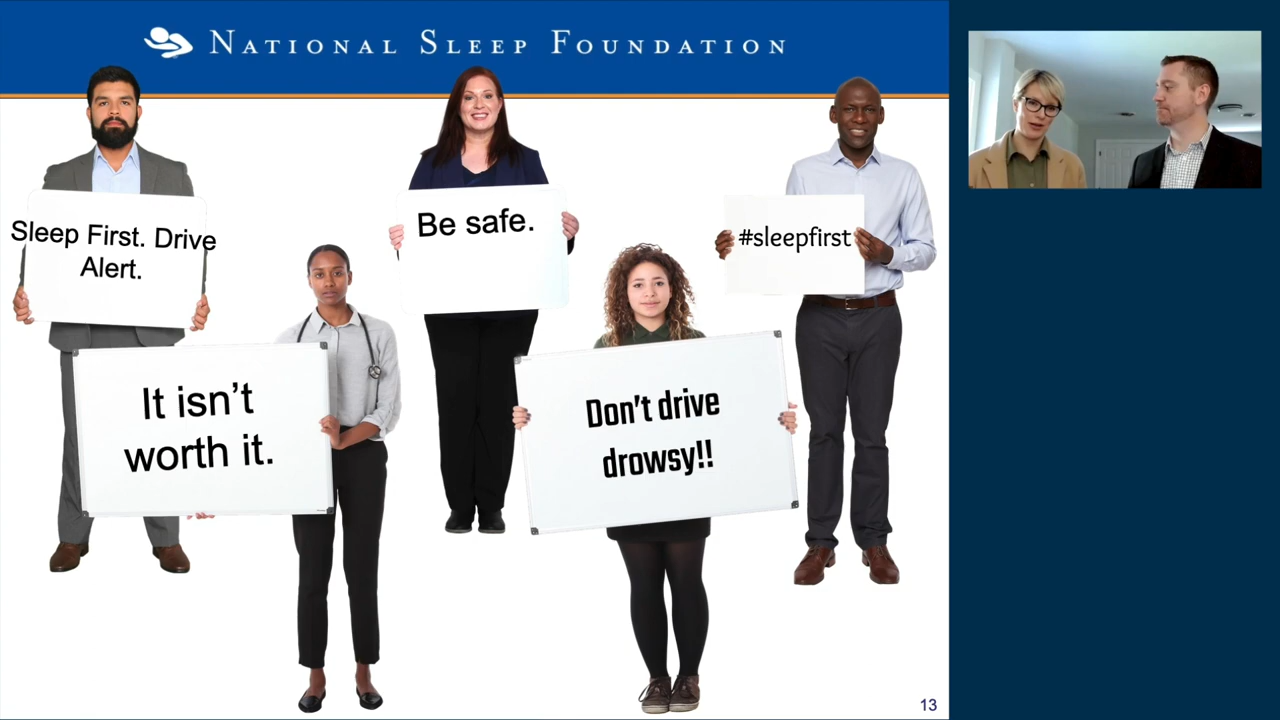 National Sleep Foundation
Sleep First. Drive
Alert.
Be safe.
#sleepfirst
It isn't
worth it.
Don't drive
drowsy!!
13